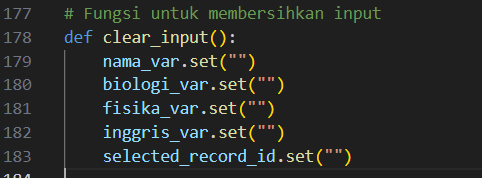 177 # Fungsi untuk membersihkan input
178 def clear_input():
179     nama_var.set("")
180     biologi_var.set("")
181     fisika_var.set("")
182     inggris_var.set("")
183     selected_record_id.set("")